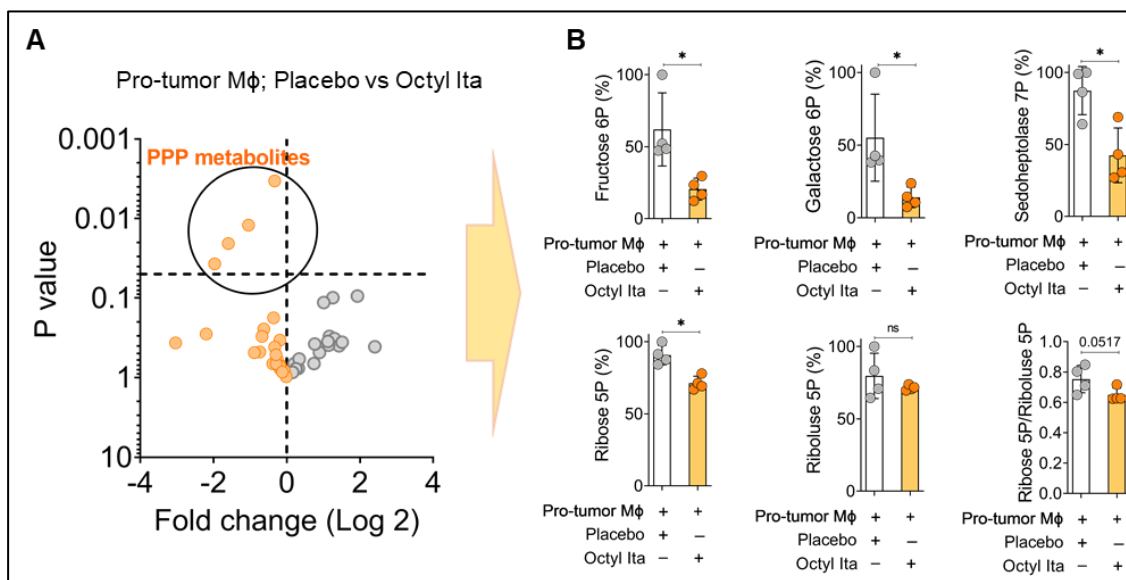 A
Pro-tumor Mϕ; Placebo vs Octyl Ita
PPP metabolites
P value
0.001
0.01
0.1
1
10
-4
-2
0
2
4
Fold change (Log 2)
B
Fructose 6P (%)
100
50
0
*
Pro-tumor Mϕ + +
Placebo + –
Octyl Ita – +
Galactose 6P (%)
100
50
0
*
Pro-tumor Mϕ + +
Placebo + –
Octyl Ita – +
Sedoheptolase 7P (%)
100
50
0
*
Pro-tumor Mϕ + +
Placebo + –
Octyl Ita – +
Ribose 5P (%)
100
50
0
*
Pro-tumor Mϕ + +
Placebo + –
Octyl Ita – +
Riboluse 5P (%)
100
50
0
ns
Pro-tumor Mϕ + +
Placebo + –
Octyl Ita – +
Ribose 5P/Riboluse 5P
1.0
0.8
0.6
0.4
0.2
0.0
0.0517
Pro-tumor Mϕ + +
Placebo + –
Octyl Ita – +